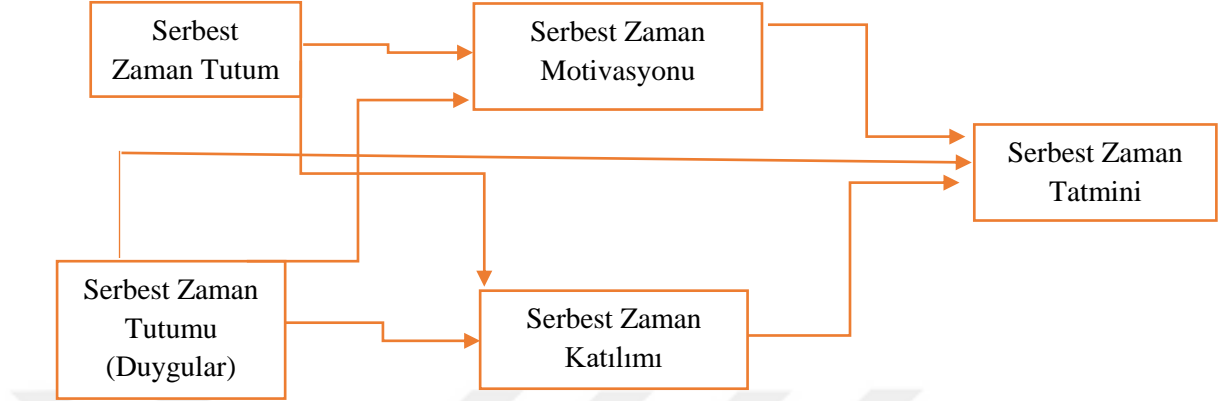 Serbest
Zaman Tutum
Serbest Zaman
Motivasyonu
Serbest Zaman
Tatmini
Serbest Zaman
Tutumu
(Duygular)
Serbest Zaman
Katılımı